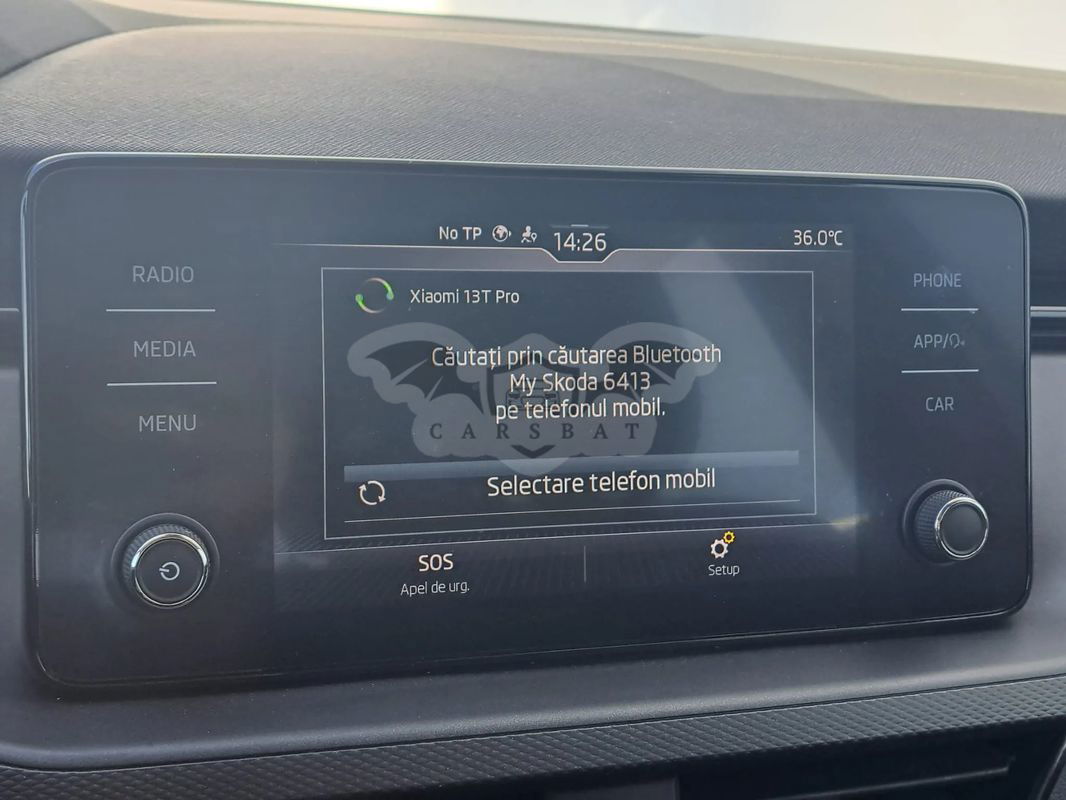 No TP
14:26
36.0°C
RADIO
MEDIA
MENU
Xiaomi 13T Pro
Căutați prin căutarea Bluetooth
My Skoda 6413
pe telefonul mobil.
CARSBAT
Selectare telefon mobil
SOS
Apel de urg.
Setup
PHONE
APP/
CAR